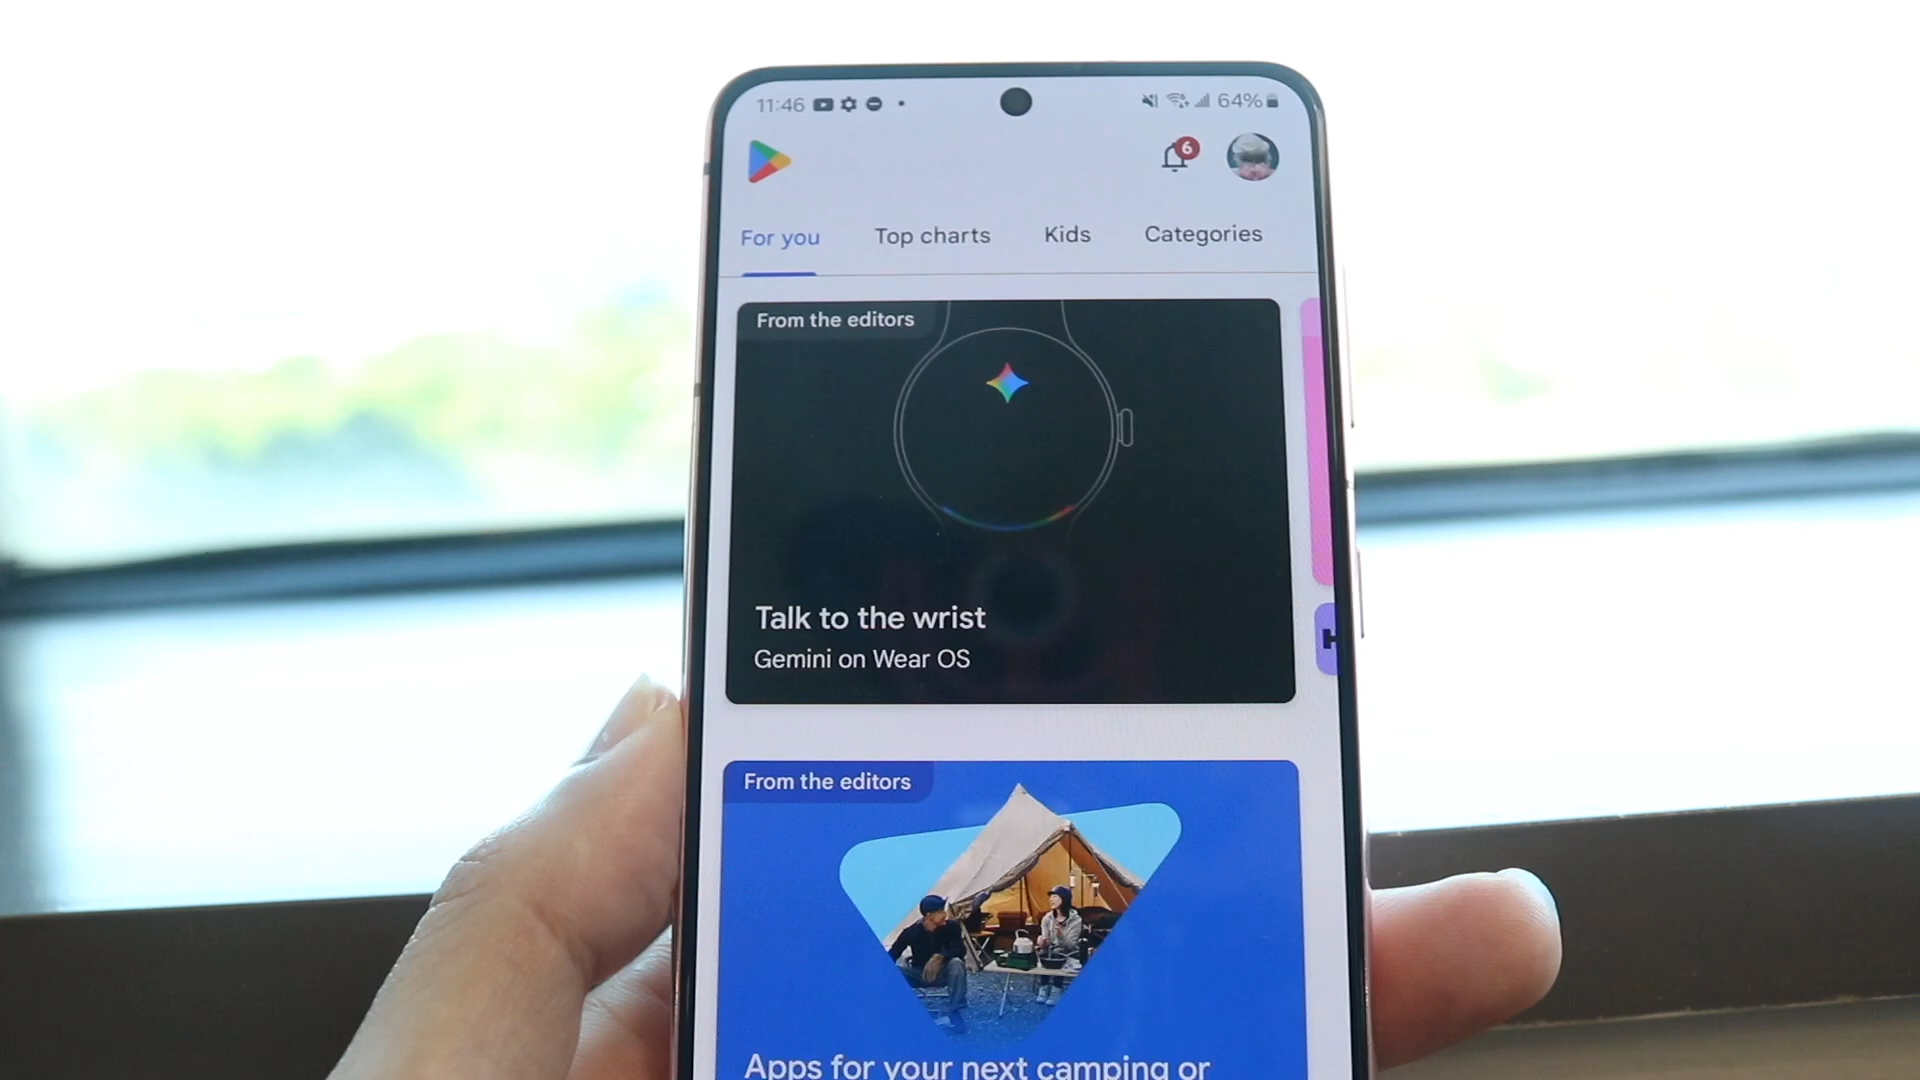 11:46
64%
6
For you Top charts Kids Categories
From the editors
Talk to the wrist
Gemini on Wear OS
H
From the editors
Apps for your next camping or